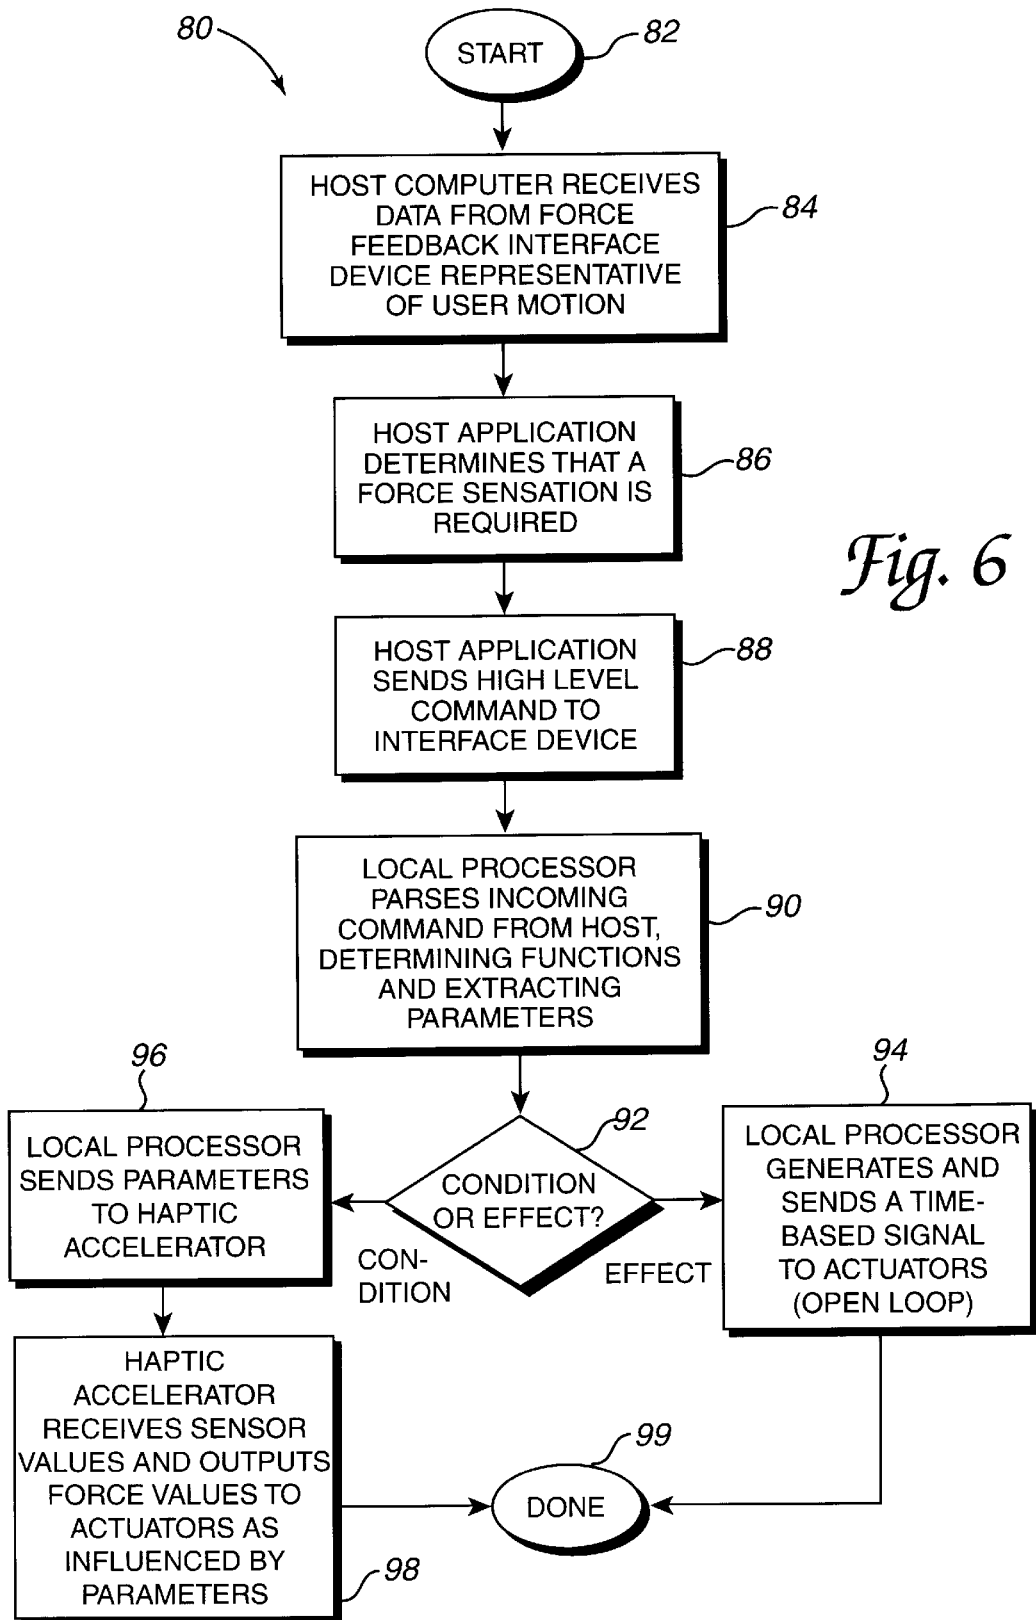 80
START
82
HOST COMPUTER RECEIVES
DATA FROM FORCE
FEEDBACK INTERFACE
DEVICE REPRESENTATIVE
OF USER MOTION
84
HOST APPLICATION
DETERMINES THAT A
FORCE SENSATION IS
REQUIRED
86
Fig. 6
HOST APPLICATION
SENDS HIGH LEVEL
COMMAND TO
INTERFACE DEVICE
88
LOCAL PROCESSOR
PARSES INCOMING
COMMAND FROM HOST,
DETERMINING FUNCTIONS
AND EXTRACTING
PARAMETERS
90
92
CONDITION
OR EFFECT?
CON-
DITION
EFFECT
94
LOCAL PROCESSOR
GENERATES AND
SENDS A TIME-
BASED SIGNAL
TO ACTUATORS
(OPEN LOOP)
96
LOCAL PROCESSOR
SENDS PARAMETERS
TO HAPTIC
ACCELERATOR
HAPTIC
ACCELERATOR
RECEIVES SENSOR
VALUES AND OUTPUTS
FORCE VALUES TO
ACTUATORS AS
INFLUENCED BY
PARAMETERS
98
99
DONE